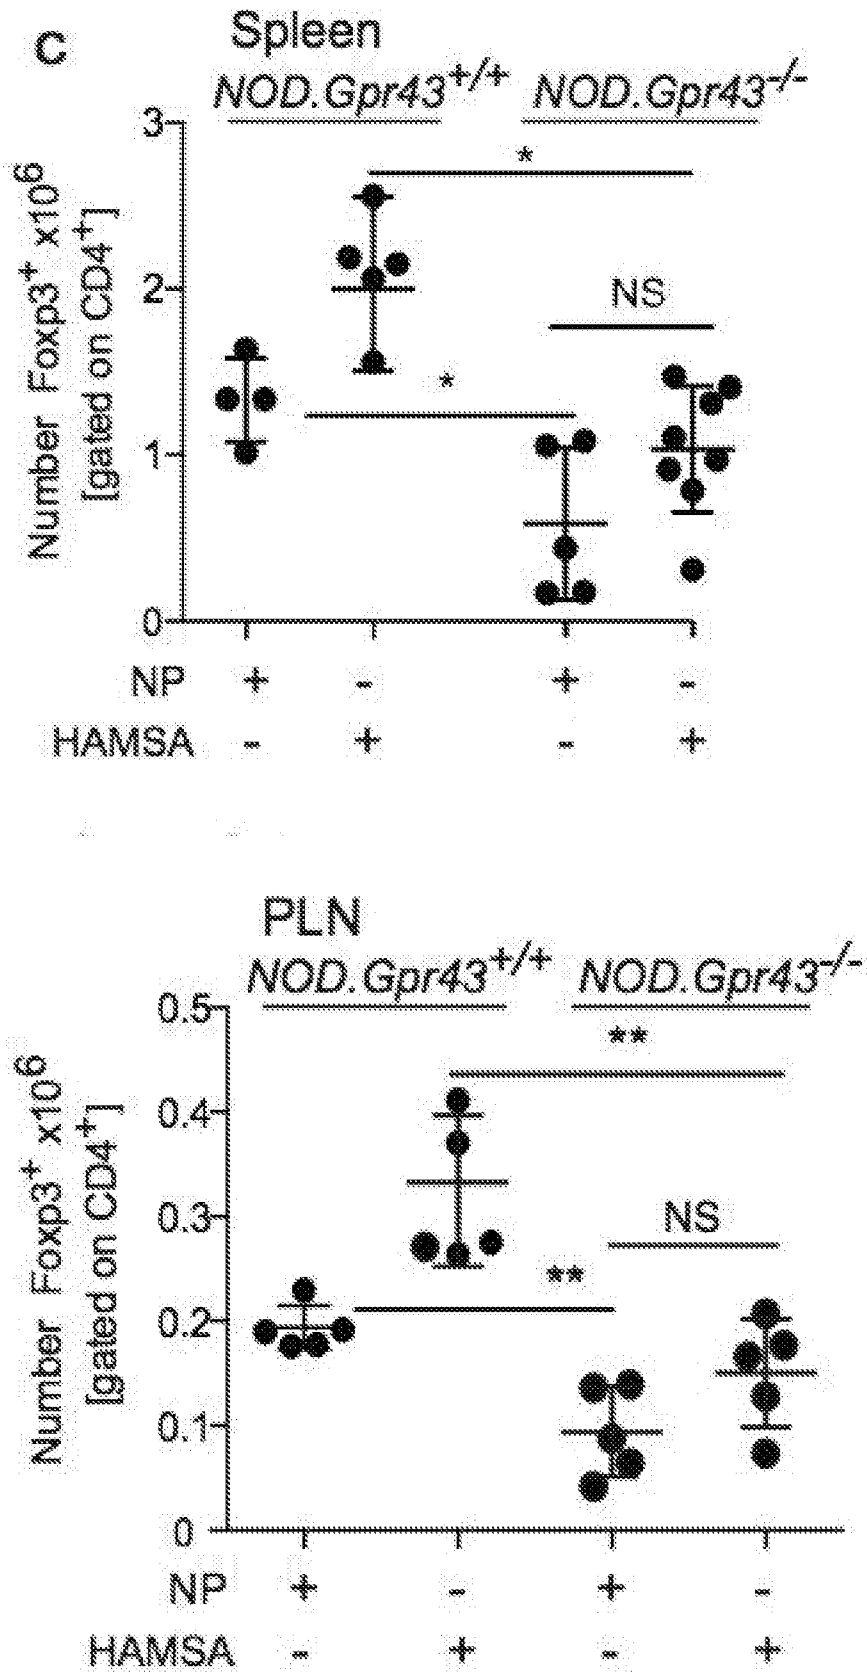 C Spleen
NOD.Gpr43+/+ NOD.Gpr43-/-
Number Foxp3+ x10^6
[gated on CD4+]
3
2
1
0
*
NS
*
NP + - + -
HAMSA - + - +
PLN
NOD.Gpr43+/+ NOD.Gpr43-/-
Number Foxp3+ x10^6
[gated on CD4+]
0.5
0.4
0.3
0.2
0.1
0
**
NS
**
NP + - + -
HAMSA - + - +